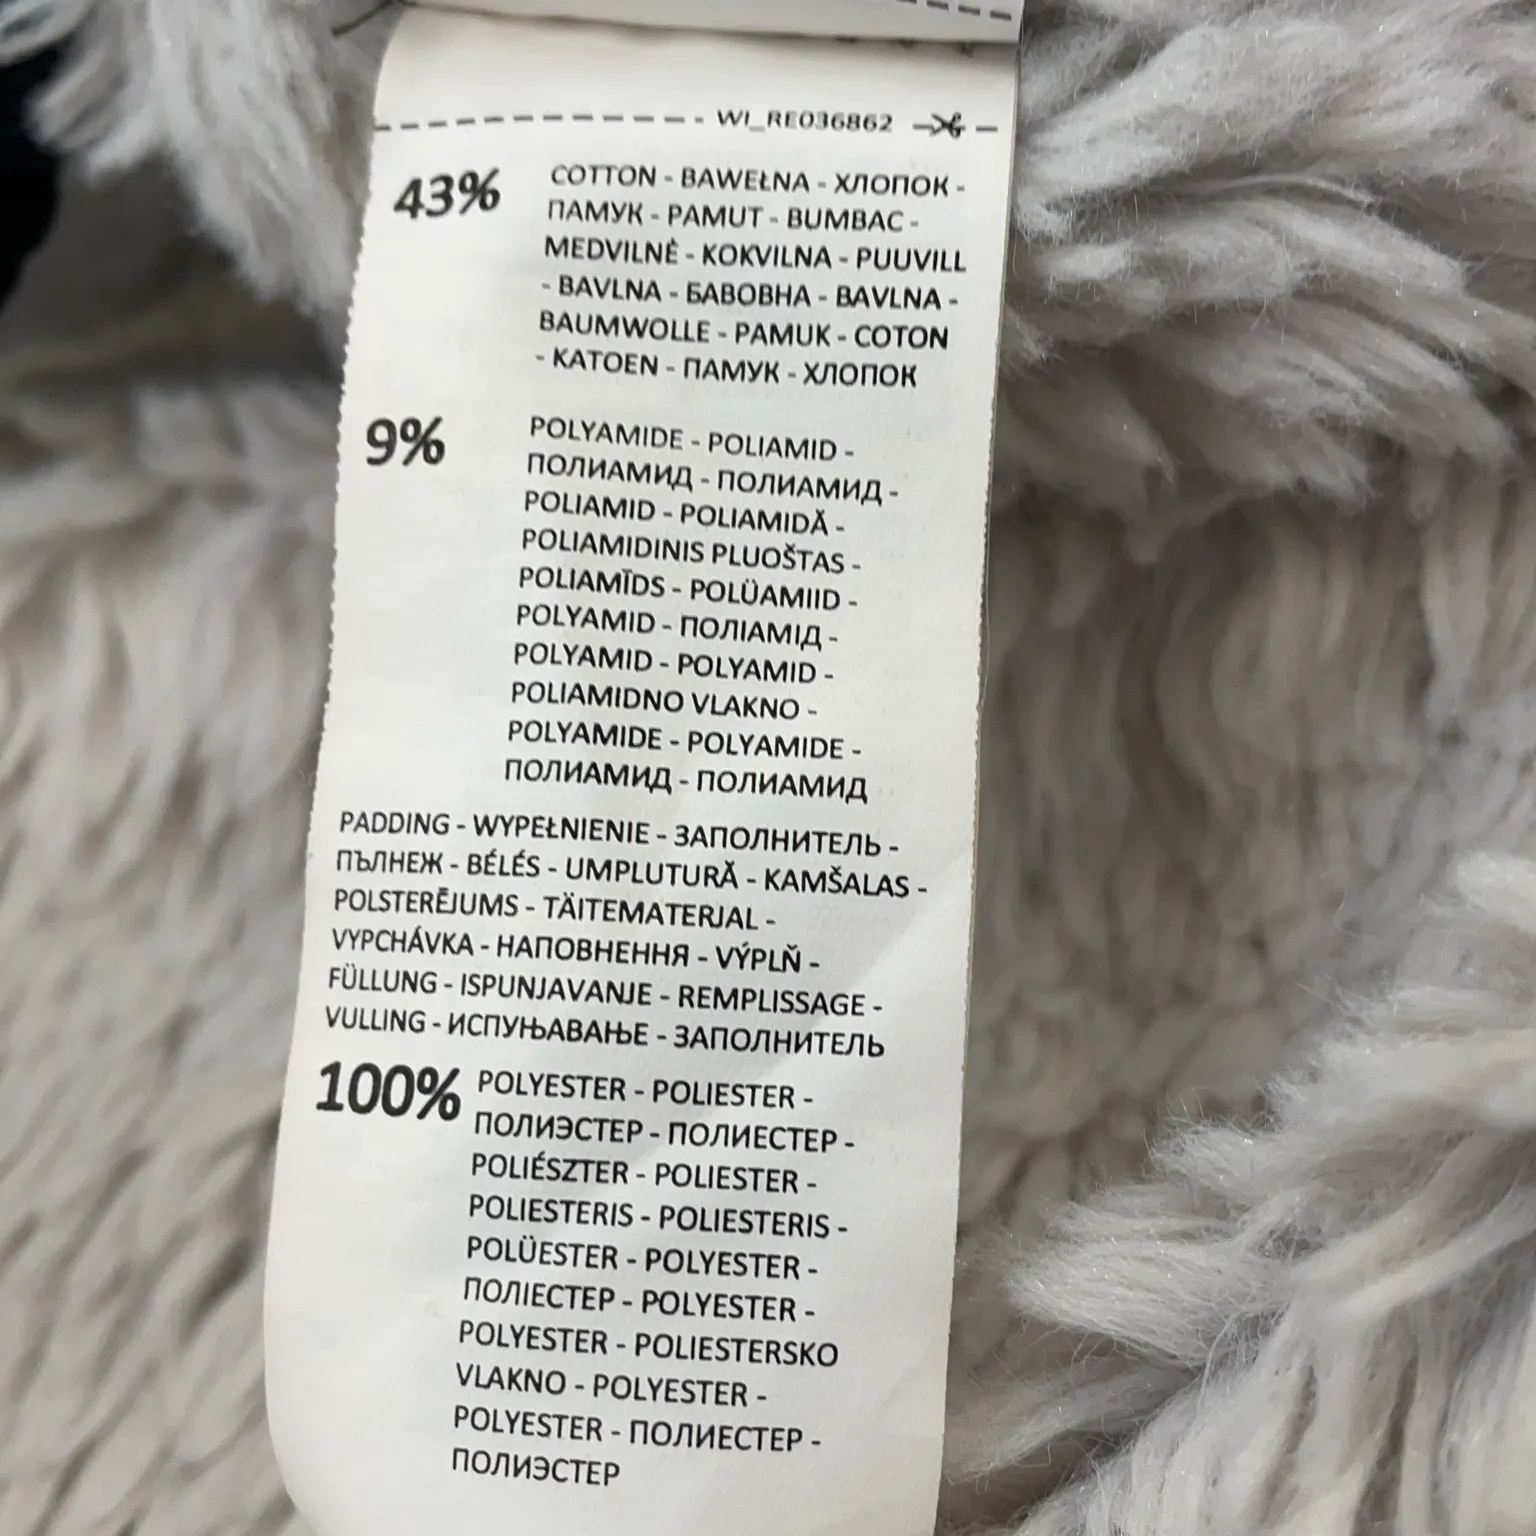 WI_RE036862
43% COTTON - BAWEŁNA - ХЛОПОК -
ПАМУК - PAMUT - BUMBAC -
MEDVILNĖ - KOKVILNA - PUUVILL
- BAVLNA - БАВОВНА - BAVLNA -
BAUMWOLLE - PAMUK - COTON
- KATOEN - ПАМУК - ХЛОПОК
9% POLYAMIDE - POLIAMID -
ПОЛИАМИД - ПОЛИАМИД -
POLIAMID - POLIAMIDĂ -
POLIAMIDINIS PLUOŠTAS -
POLIAMĪDS - POLÜAMIID -
POLYAMID - ПОЛІАМІД -
POLYAMID - POLYAMID -
POLIAMIDNO VLAKNO -
POLYAMIDE - POLYAMIDE -
ПОЛИАМИД - ПОЛИАМИД
PADDING - WYPEŁNIENIE - ЗАПОЛНИТЕЛЬ -
ПЪЛНЕЖ - BÉLÉS - UMPLUTURĂ - KAMŠALAS -
POLSTERĒJUMS - TÄITEMATERJAL -
VYPCHÁVKA - НАПОВНЕННЯ - VÝPLŇ -
FÜLLUNG - ISPUNJAVANJE - REMPLISSAGE -
VULLING - ИСПУЊАВАЊЕ - ЗАПОЛНИТЕЛЬ
100% POLYESTER - POLIESTER -
ПОЛИЭСТЕР - ПОЛИЕСТЕР -
POLIÉSZTER - POLIESTER -
POLIESTERIS - POLIESTERIS -
POLÜESTER - POLYESTER -
ПОЛІЕСТЕР - POLYESTER -
POLYESTER - POLIESTERSKO
VLAKNO - POLYESTER -
POLYESTER - ПОЛИЕСТЕР -
ПОЛИЭСТЕР